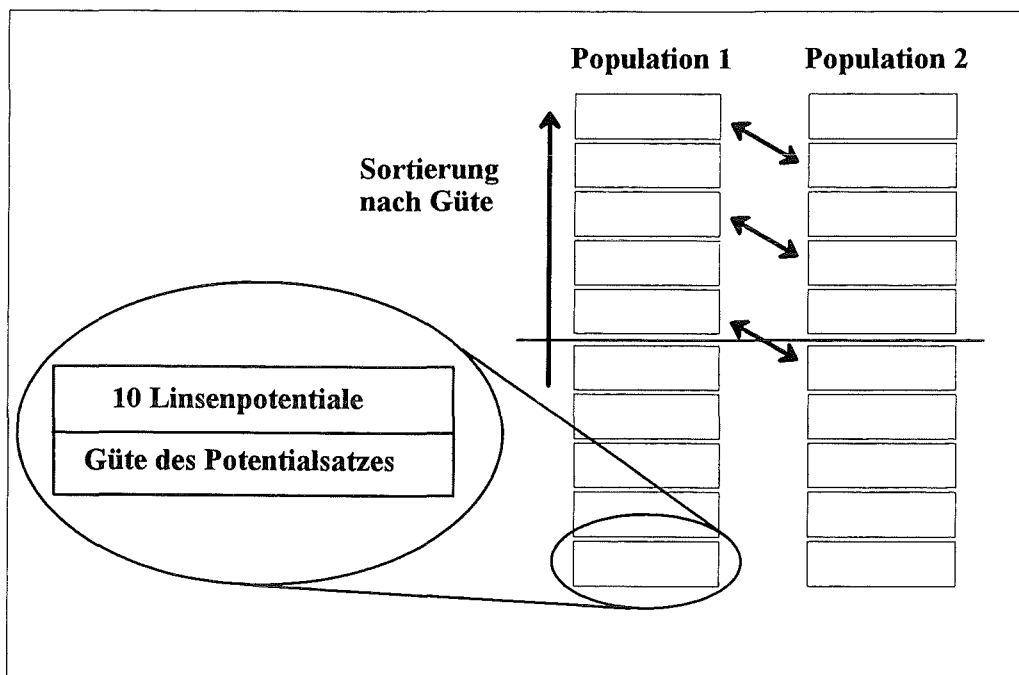 Population 1
Population 2
Sortierung
nach Güte
10 Linsenpotentiale
Güte des Potentialsatzes